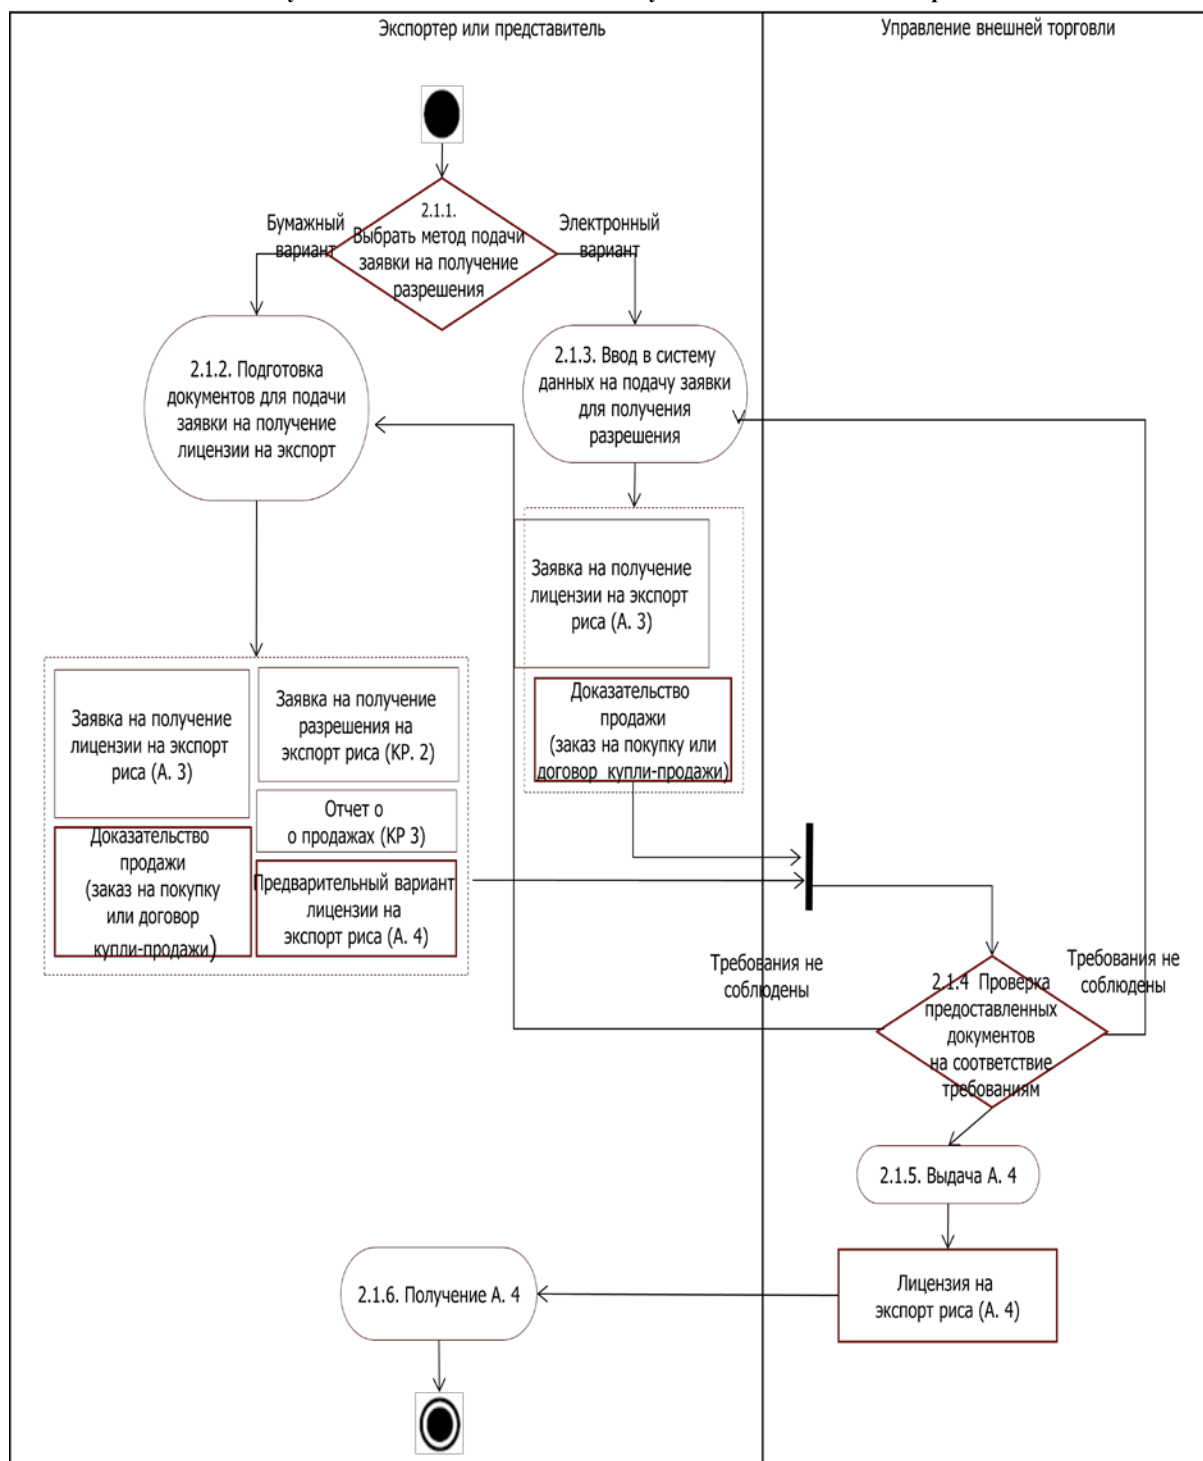 Экспортер или представитель
Управление внешней торговли
Бумажный
вариант
2.1.1.
Выбрать метод подачи
заявки на получение
разрешения
Электронный
вариант
2.1.2. Подготовка
документов для подачи
заявки на получение
лицензии на экспорт
2.1.3. Ввод в систему
данных на подачу заявки
для получения
разрешения
Заявка на получение
лицензии на экспорт
риса (А. 3)
Доказательство
продажи
(заказ на покупку или
договор купли-продажи)
Заявка на получение
лицензии на экспорт
риса (А. 3)
Заявка на получение
разрешения на
экспорт риса (КР. 2)
Отчет о
о продажах (КР 3)
Доказательство
продажи
(заказ на покупку
или договор
купли-продажи)
Предварительный вариант
лицензии на
экспорт риса (А. 4)
Требования не
соблюдены
2.1.4 Проверка
предоставленных
документов
на соответствие
требованиям
Требования не
соблюдены
2.1.5. Выдача А. 4
Лицензия на
экспорт риса (А. 4)
2.1.6. Получение А. 4